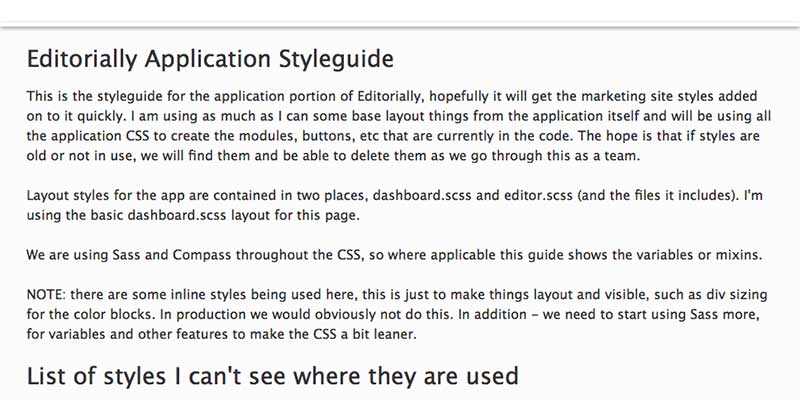 Editorially Application Styleguide
This is the styleguide for the application portion of Editorially, hopefully it will get the marketing site styles added
on to it quickly. I am using as much as I can some base layout things from the application itself and will be using all
the application CSS to create the modules, buttons, etc that are currently in the code. The hope is that if styles are
old or not in use, we will find them and be able to delete them as we go through this as a team.
Layout styles for the app are contained in two places, dashboard.scss and editor.scss (and the files it includes). I'm
using the basic dashboard.scss layout for this page.
We are using Sass and Compass throughout the CSS, so where applicable this guide shows the variables or mixins.
NOTE: there are some inline styles being used here, this is just to make things layout and visible, such as div sizing
for the color blocks. In production we would obviously not do this. In addition – we need to start using Sass more,
for variables and other features to make the CSS a bit leaner.
List of styles I can't see where they are used